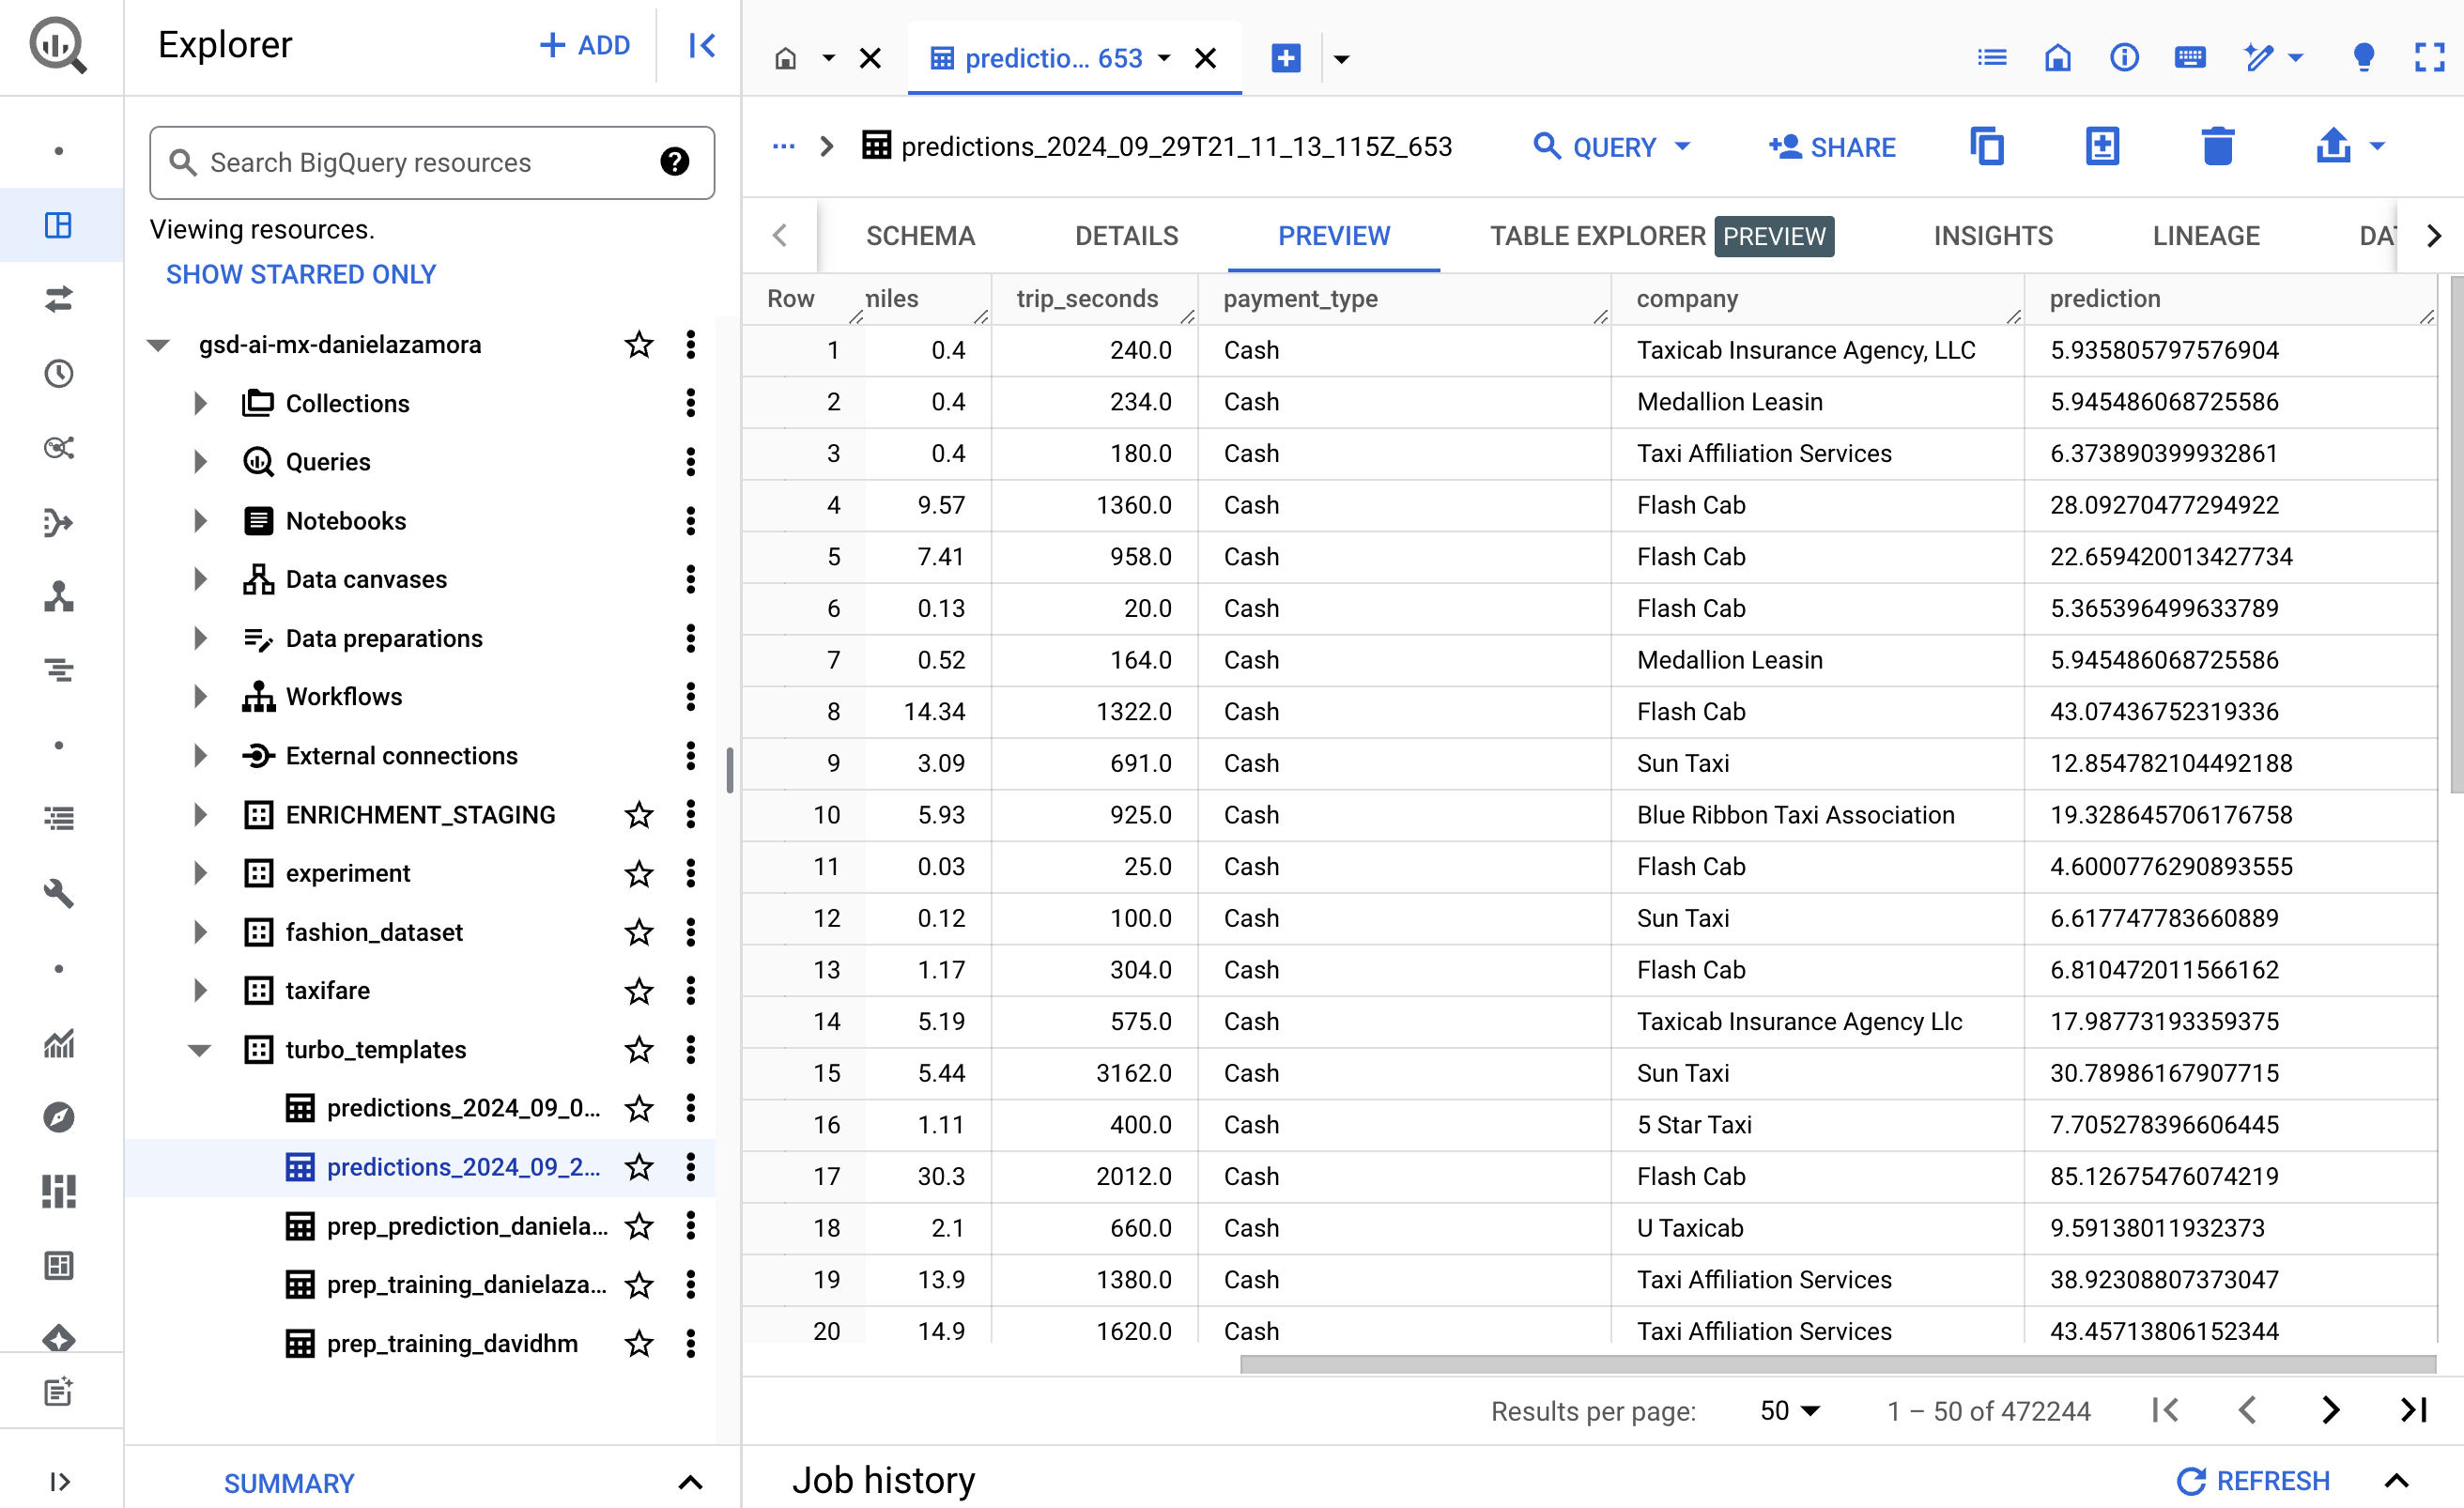 Explorer
ADD
Search BigQuery resources
Viewing resources.
SHOW STARRED ONLY
gsd-ai-mx-danielazamora
Collections
Queries
Notebooks
Data canvases
Data preparations
Workflows
External connections
ENRICHMENT_STAGING
experiment
fashion_dataset
taxifare
turbo_templates
predictions_2024_09_0...
predictions_2024_09_2...
prep_prediction_daniela...
prep_training_danielaza...
prep_training_davidhm
SUMMARY
predictio... 653
predictions_2024_09_29T21_11_13_115Z_653 QUERY SHARE
SCHEMA DETAILS PREVIEW TABLE EXPLORER PREVIEW INSIGHTS LINEAGE DAT
Row miles trip_seconds payment_type company prediction
1 0.4 240.0 Cash Taxicab Insurance Agency, LLC 5.935805797576904
2 0.4 234.0 Cash Medallion Leasin 5.945486068725586
3 0.4 180.0 Cash Taxi Affiliation Services 6.373890399932861
4 9.57 1360.0 Cash Flash Cab 28.09270477294922
5 7.41 958.0 Cash Flash Cab 22.659420013427734
6 0.13 20.0 Cash Flash Cab 5.365396499633789
7 0.52 164.0 Cash Medallion Leasin 5.945486068725586
8 14.34 1322.0 Cash Flash Cab 43.07436752319336
9 3.09 691.0 Cash Sun Taxi 12.854782104492188
10 5.93 925.0 Cash Blue Ribbon Taxi Association 19.328645706176758
11 0.03 25.0 Cash Flash Cab 4.6000776290893555
12 0.12 100.0 Cash Sun Taxi 6.617747783660889
13 1.17 304.0 Cash Flash Cab 6.810472011566162
14 5.19 575.0 Cash Taxicab Insurance Agency Llc 17.98773193359375
15 5.44 3162.0 Cash Sun Taxi 30.78986167907715
16 1.11 400.0 Cash 5 Star Taxi 7.705278396606445
17 30.3 2012.0 Cash Flash Cab 85.12675476074219
18 2.1 660.0 Cash U Taxicab 9.59138011932373
19 13.9 1380.0 Cash Taxi Affiliation Services 38.92308807373047
20 14.9 1620.0 Cash Taxi Affiliation Services 43.45713806152344
Results per page: 50 1 – 50 of 472244
Job history REFRESH